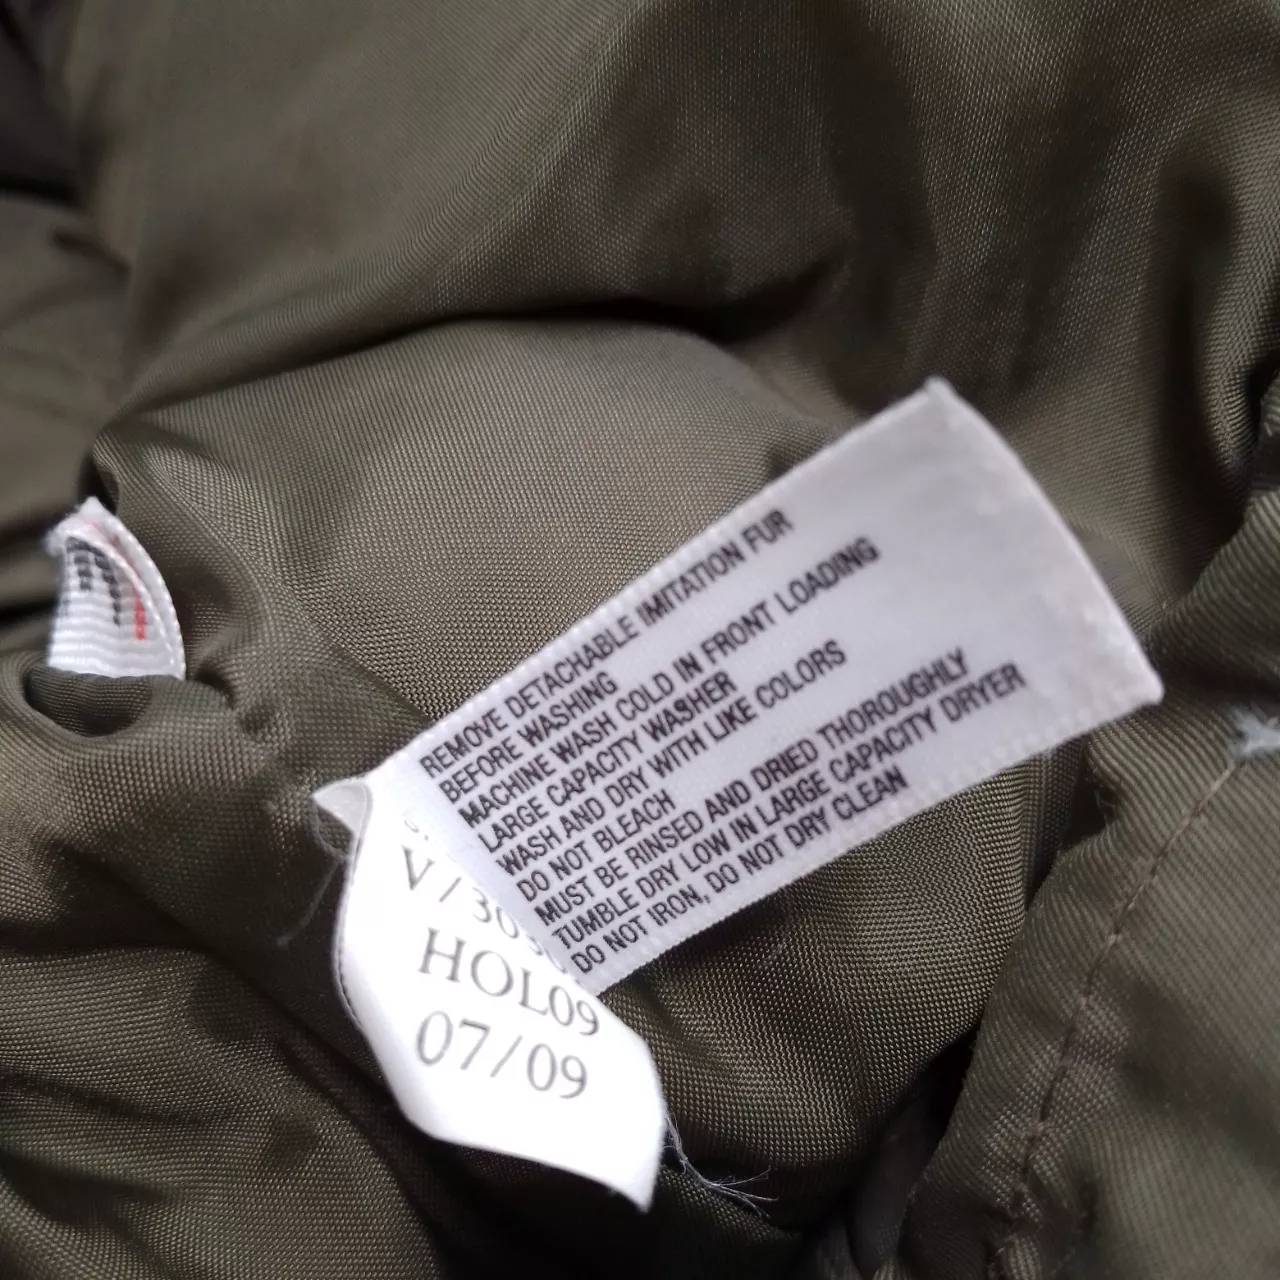 REMOVE DETACHABLE IMITATION FUR
BEFORE WASHING
MACHINE WASH COLD IN FRONT LOADING
LARGE CAPACITY WASHER
WASH AND DRY WITH LIKE COLORS
DO NOT BLEACH
MUST BE RINSED AND DRIED THOROUGHLY
TUMBLE DRY LOW IN LARGE CAPACITY DRYER
DO NOT IRON, DO NOT DRY CLEAN
HOL09
07/09